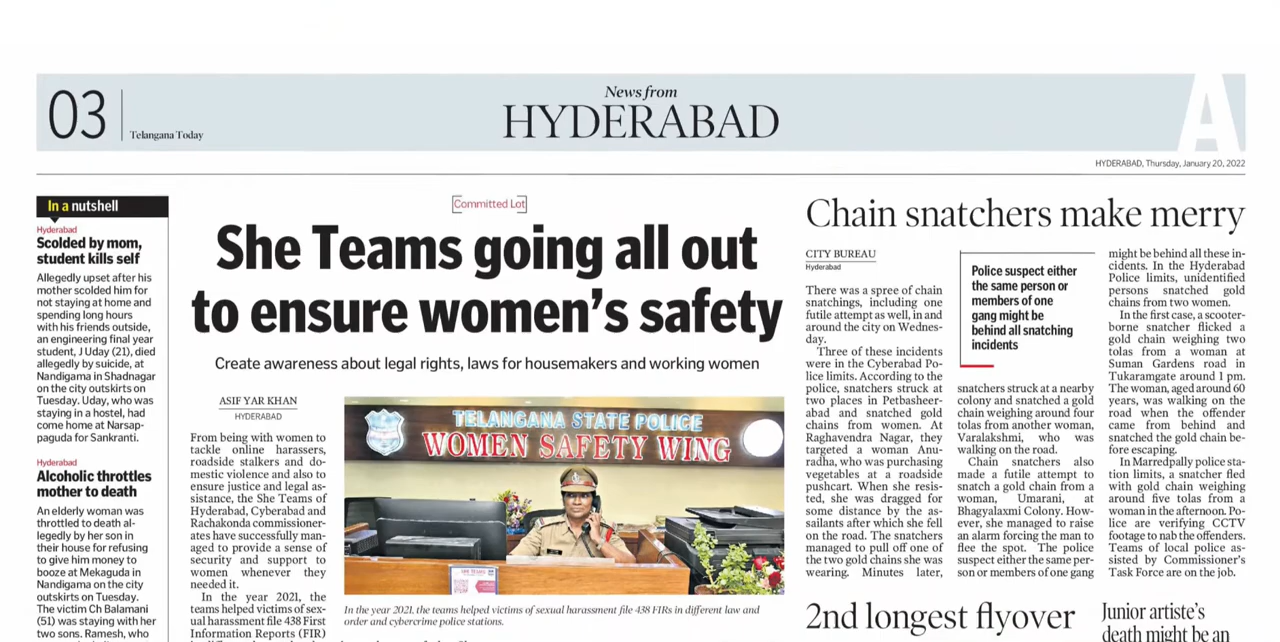 03
Telangana Today
News from
HYDERABAD
A
HYDERABAD, Thursday, January 20, 2022
In a nutshell
Hyderabad
Scolded by mom,
student kills self
Allegedly upset after his
mother scolded him for
not staying at home and
spending long hours
with his friends outside,
an engineering final year
student, J Uday (21), died
allegedly by suicide, at
Nandigama in Shadnagar
on the city outskirts on
Tuesday. Uday, who was
staying in a hostel, had
come home at Narsap-
paguda for Sankranti.
Hyderabad
Alcoholic throttles
mother to death
An elderly woman was
throttled to death al-
legedly by her son in
their house for refusing
to give him money to
booze at Mekaguda in
Nandigama on the city
outskirts on Tuesday.
The victim Ch Balamani
(51) was staying with her
two sons. Ramesh, who
Committed Lot
She Teams going all out
to ensure women's safety
Create awareness about legal rights, laws for housemakers and working women
ASIF YAR KHAN
HYDERABAD
From being with women to
tackle online harassers,
roadside stalkers and do-
mestic violence and also to
ensure justice and legal as-
sistance, the She Teams of
Hyderabad, Cyberabad and
Rachakonda commissioner-
ates have successfully man-
aged to provide a sense of
security and support to
women whenever they
needed it.
In the year 2021, the
teams helped victims of sex-
ual harassment file 438 First
Information Reports (FIR)
TELANGANA STATE POLICE
WOMEN SAFETY WING
SHE TEAMS
In the year 2021, the teams helped victims of sexual harassment file 438 FIRs in different law and
order and cybercrime police stations.
Chain snatchers make merry
CITY BUREAU
Hyderabad
There was a spree of chain
snatchings, including one
futile attempt as well, in and
around the city on Wednes-
day.
Three of these incidents
were in the Cyberabad Po-
lice limits. According to the
police, snatchers struck at
two places in Petbasheer-
abad and snatched gold
chains from women. At
Raghavendra Nagar, they
targeted a woman Anu-
radha, who was purchasing
vegetables at a roadside
pushcart. When she resis-
ted, she was dragged for
some distance by the as-
sailants after which she fell
on the road. The snatchers
managed to pull off one of
the two gold chains she was
wearing. Minutes later,
Police suspect either
the same person or
members of one
gang might be
behind all snatching
incidents
snatchers struck at a nearby
colony and snatched a gold
chain weighing around four
tolas from another woman,
Varalakshmi, who was
walking on the road.
Chain snatchers also
made a futile attempt to
snatch a gold chain from a
woman, Umarani, at
Bhagyalaxmi Colony. How-
ever, she managed to raise
an alarm forcing the man to
flee the spot. The police
suspect either the same per-
son or members of one gang
might be behind all these in-
cidents. In the Hyderabad
Police limits, unidentified
persons snatched gold
chains from two women.
In the first case, a scooter-
borne snatcher flicked a
gold chain weighing two
tolas from a woman at
Suman Gardens road in
Tukaramgate around 1 pm.
The woman, aged around 60
years, was walking on the
road when the offender
came from behind and
snatched the gold chain be-
fore escaping.
In Marredpally police sta-
tion limits, a snatcher fled
with gold chain weighing
around five tolas from a
woman in the afternoon. Po-
lice are verifying CCTV
footage to nab the offenders.
Teams of local police as-
sisted by Commissioner's
Task Force are on the job.
2nd longest flyover
Junior artiste's
death might be an